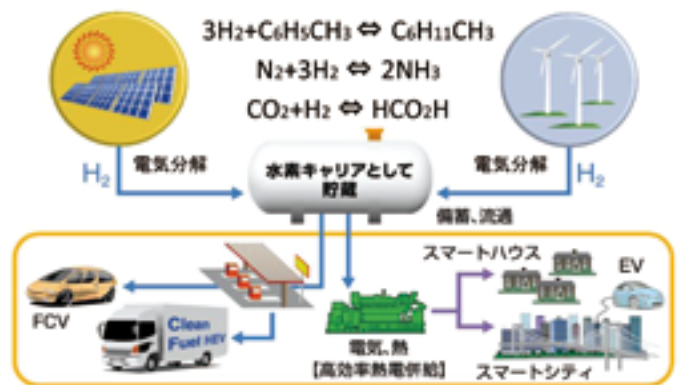 3H2+C6H5CH3 ⇔ C6H11CH3
N2+3H2 ⇔ 2NH3
CO2+H2 ⇔ HCO2H
H2
電気分解
水素キャリアとして
貯蔵
電気分解
H2
備蓄、流通
スマートハウス
EV
FCV
Clean
Fuel HEV
電気、熱
【高効率熱電併給】
スマートシティ